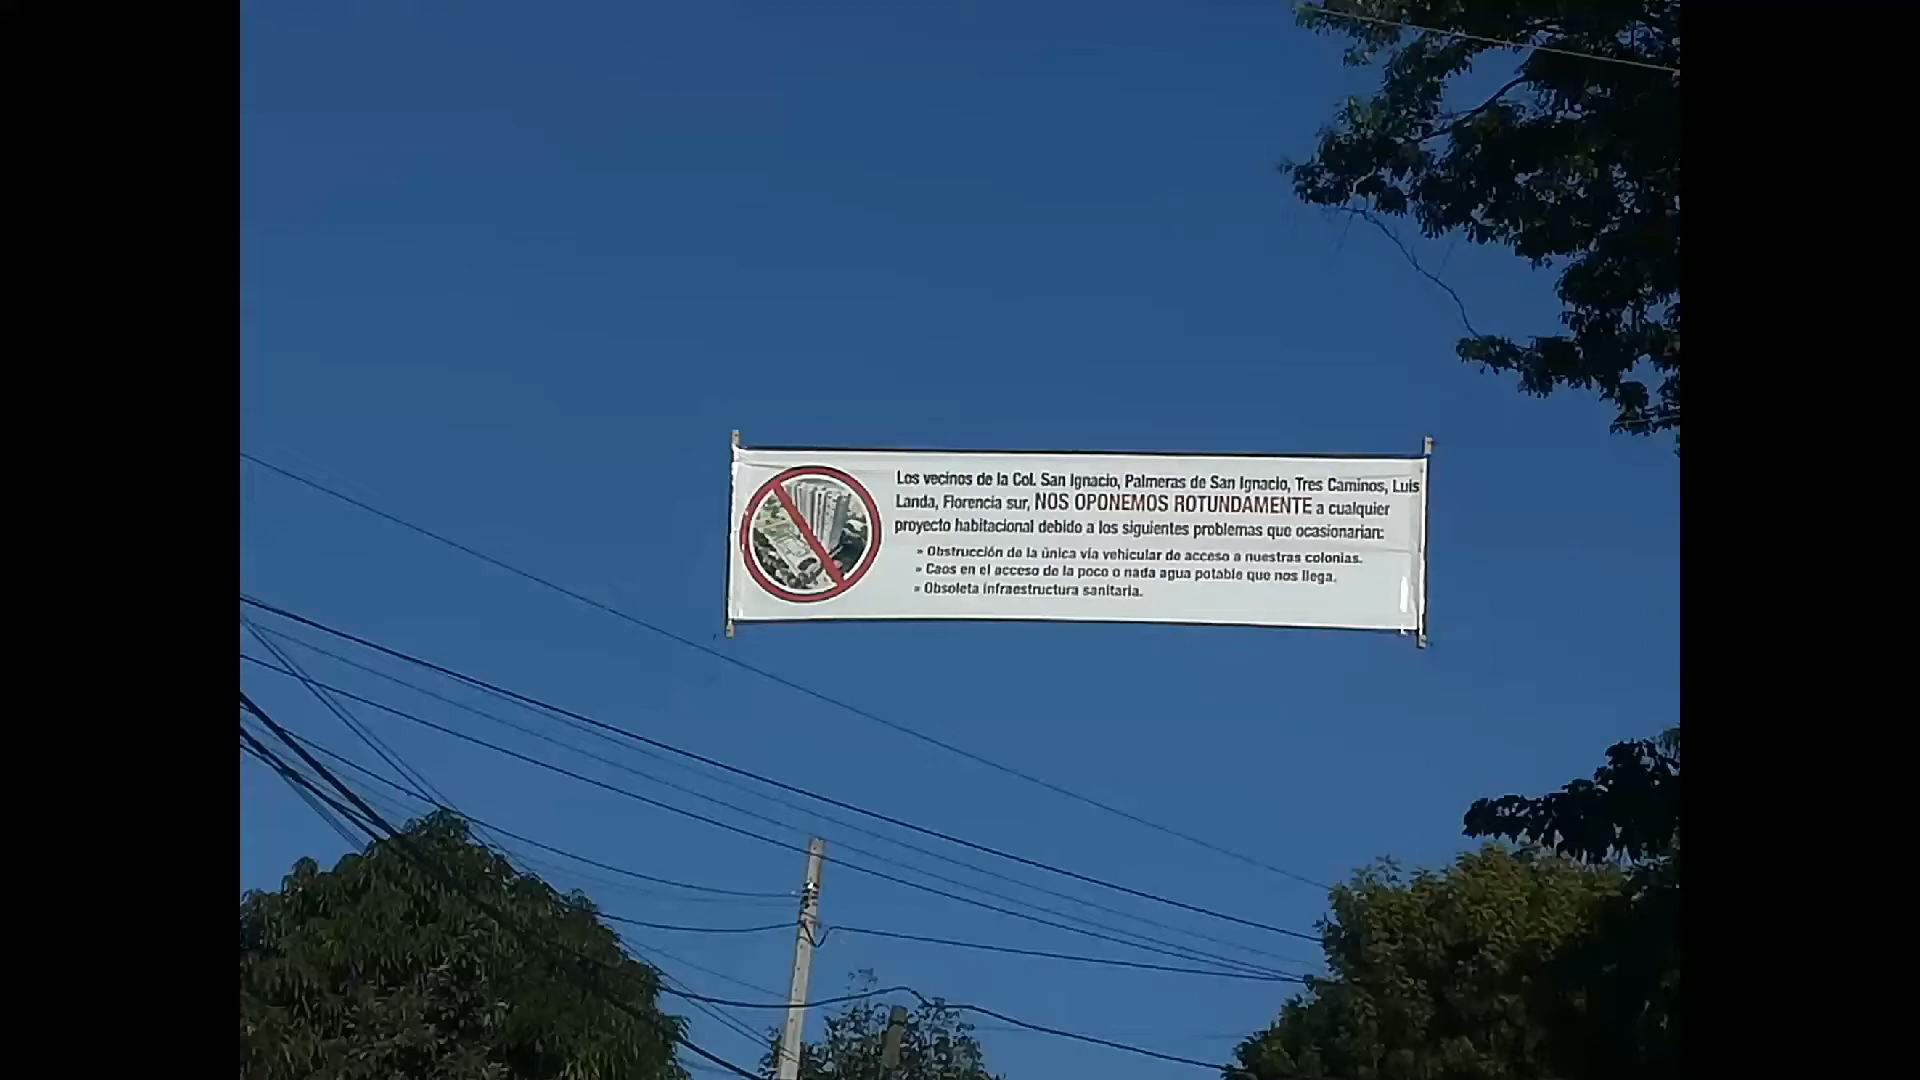 Los vecinos de la Col. San Ignacio, Palmeras de San Ignacio, Tres Caminos, Luis
Landa, Florencia sur, NOS OPONEMOS ROTUNDAMENTE a cualquier
proyecto habitacional debido a los siguientes problemas que ocasionarian:
» Obstrucción de la única via vehicular de acceso a nuestras colonias.
» Caos en el acceso de la poco o nada agua potable que nos llega.
» Obsoleta infraestructura sanitaria.